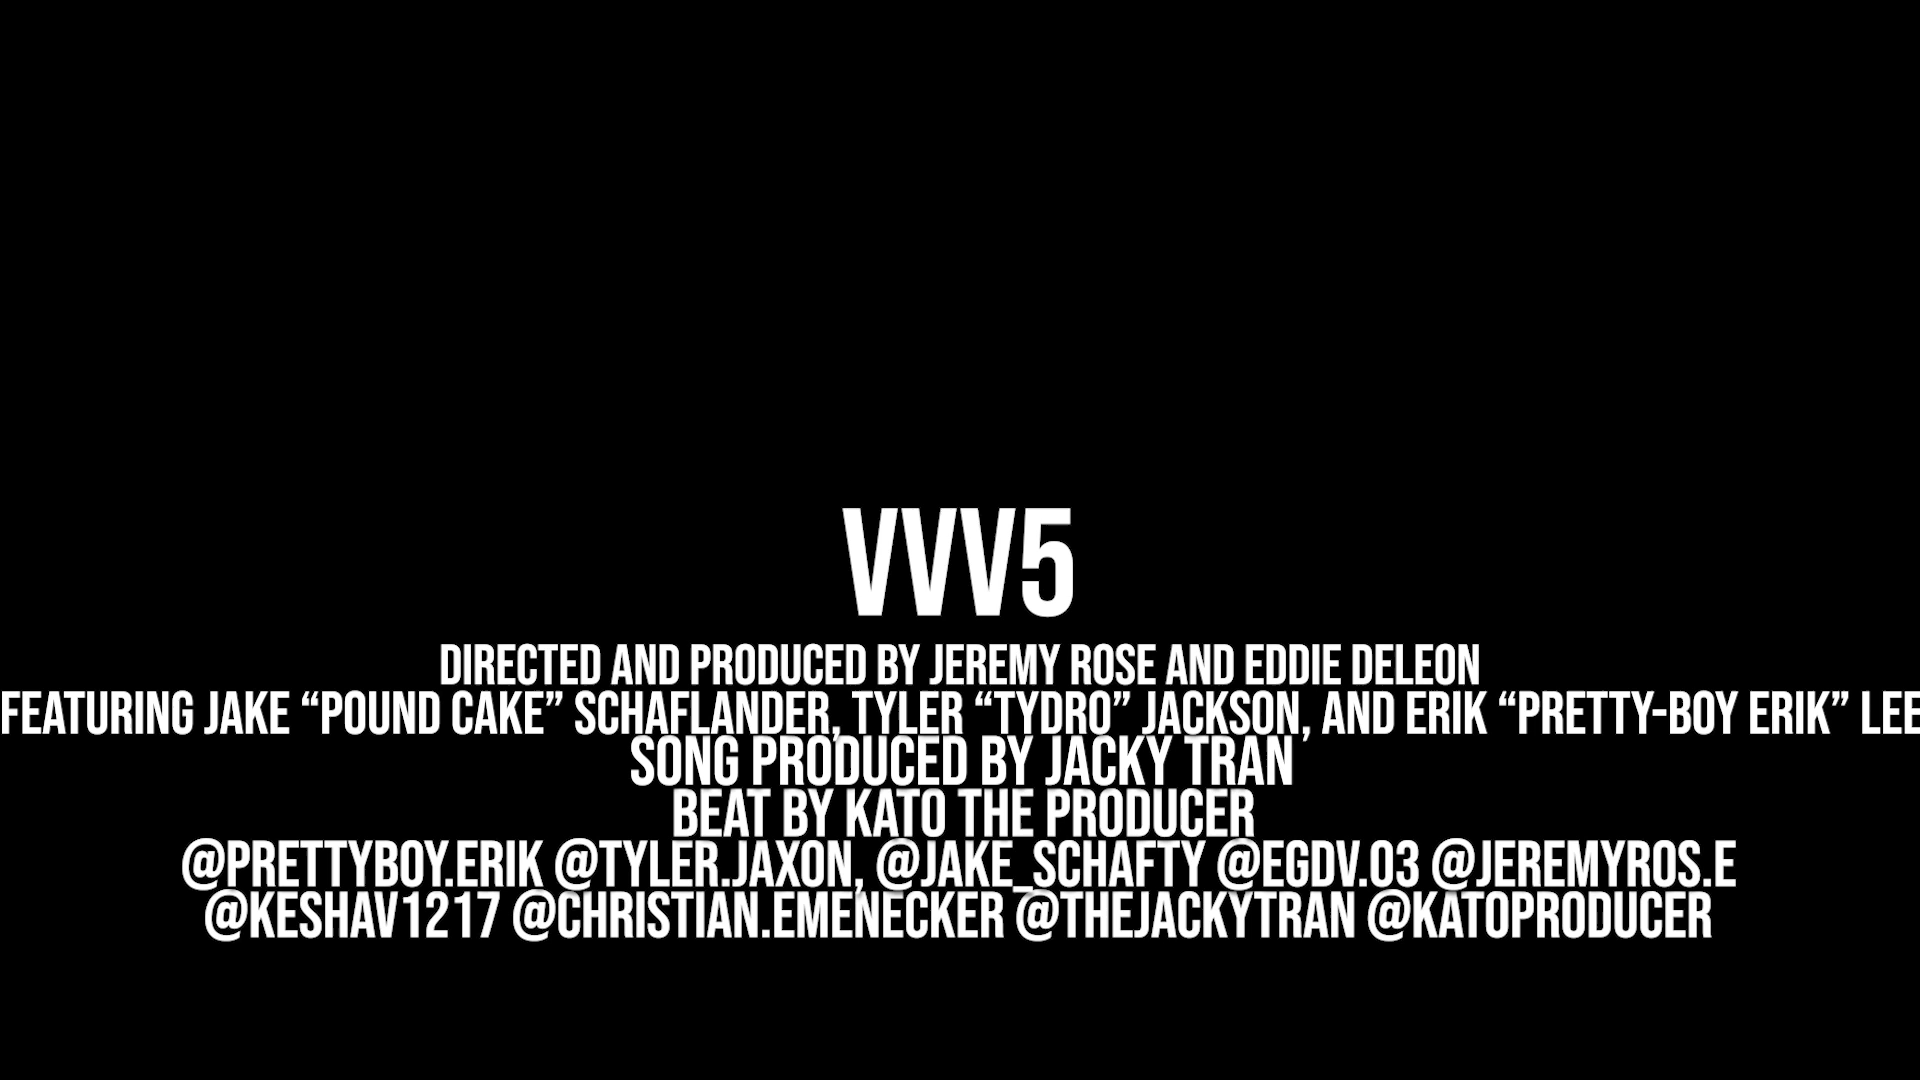 VVV5
DIRECTED AND PRODUCED BY JEREMY ROSE AND EDDIE DELEON
FEATURING JAKE “POUND CAKE” SCHAFLANDER, TYLER “TYDRO” JACKSON, AND ERIK “PRETTY-BOY ERIK” LEE
SONG PRODUCED BY JACKY TRAN
BEAT BY KATO THE PRODUCER
@PRETTYBOY.ERIK @TYLER.JAXON, @JAKE_SCHAFTY @EGDV.03 @JEREMYROS.E
@KESHAV1217 @CHRISTIAN.EMENECKER @THEJACKYTRAN @KATOPRODUCER